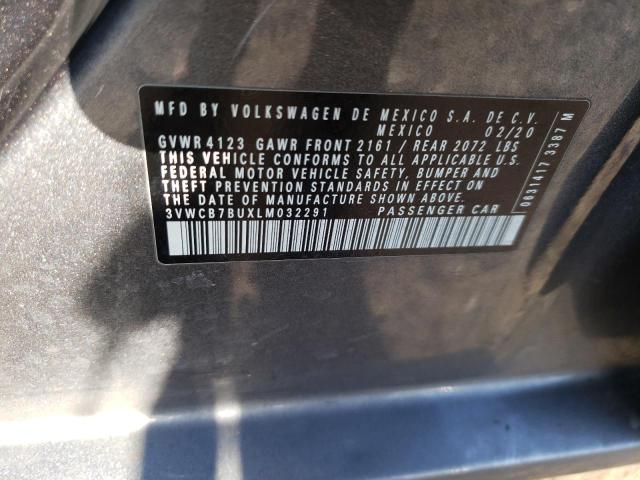 MFD BY VOLKSWAGEN DE MEXICO S.A. DE C.V.
MEXICO 02/20
GVWR 4123 GAWR FRONT 2161 / REAR 2072 LBS
THIS VEHICLE CONFORMS TO ALL APPLICABLE U.S.
FEDERAL MOTOR VEHICLE SAFETY, BUMPER AND
THEFT PREVENTION STANDARDS IN EFFECT ON
THE DATE OF MANUFACTURE SHOWN ABOVE.
3VWCB7BUXLM032291 PASSENGER CAR
06314173387 M